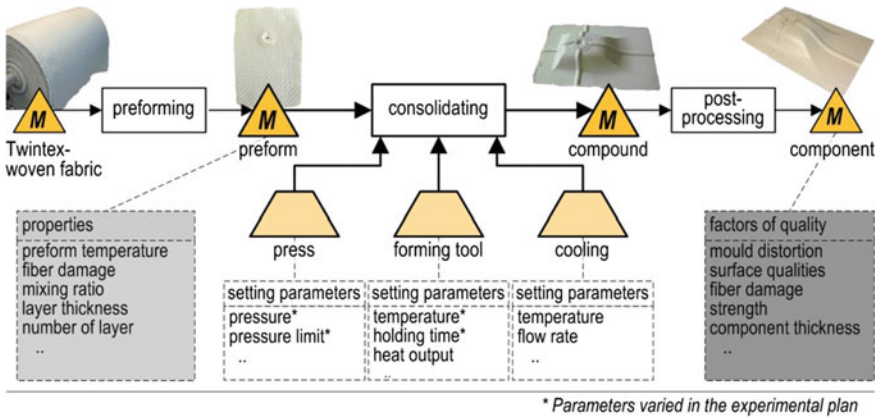 M
Twintex-
woven fabric
preforming
M
preform
consolidating
M
compound
post-
processing
M
component
press
forming tool
cooling
properties
preform temperature
fiber damage
mixing ratio
layer thickness
number of layer
..
setting parameters
pressure*
pressure limit*
..
setting parameters
temperature*
holding time*
heat output
..
setting parameters
temperature
flow rate
..
factors of quality
mould distortion
surface qualities
fiber damage
strength
component thickness
..
* Parameters varied in the experimental plan